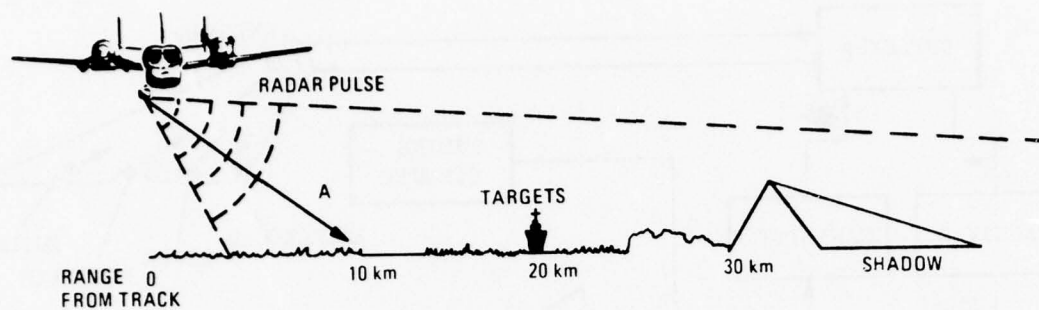 RADAR PULSE
A
TARGETS
RANGE 0 10 km 20 km 30 km SHADOW
FROM TRACK